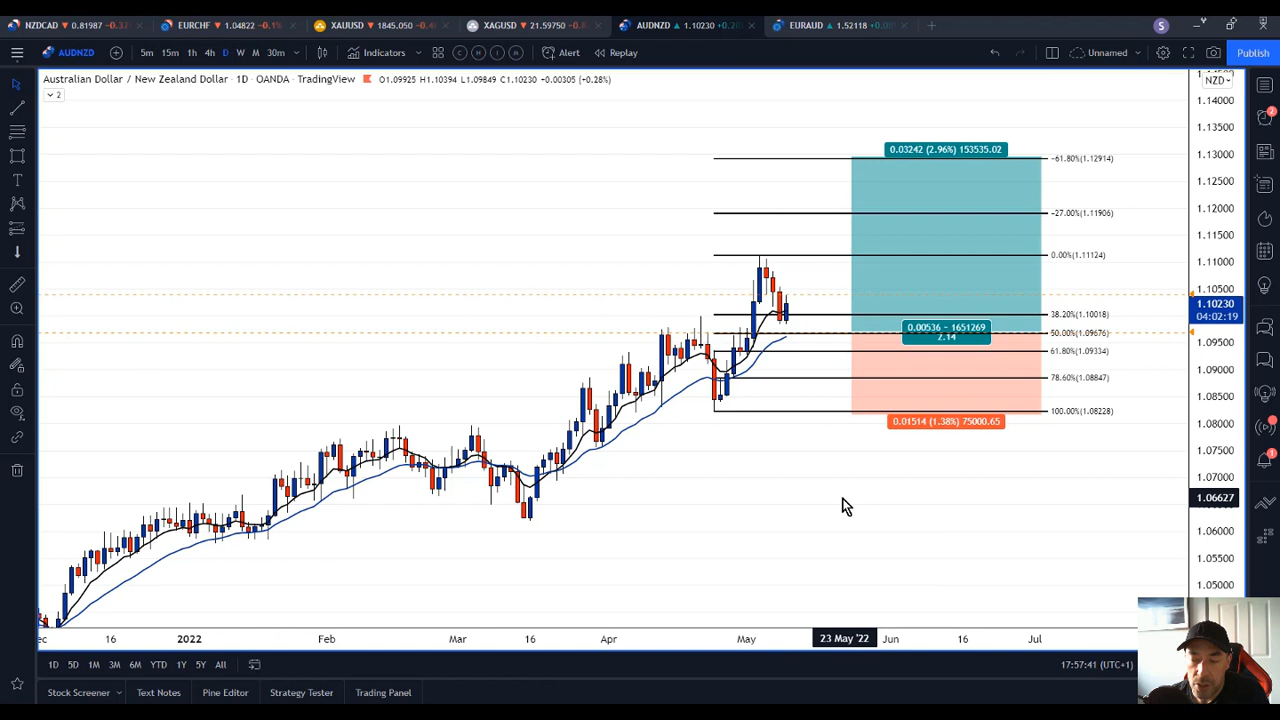 NZDCAD 0.81987
EURCHF 1.04822 -0.1%
XAUUSD 1845.050
XAGUSD 21.59750
AUDNZD 1.10230
EURAUD 1.52118
S
AUDNZD 5m 15m 1h 4h D W M 30m Indicators C H I M Alert Replay Unnamed Publish
Australian Dollar / New Zealand Dollar · 1D · OANDA · TradingView O1.09925 H1.10394 L1.09849 C1.10230 +0.00305 (+0.28%)
NZD
2
1.14000
1.13500
1.13000
1.12500
1.12000
1.11500
1.11000
1.10500
1.10230
04:02:19
1.09500
1.09000
1.08500
1.08000
1.07500
1.07000
1.06627
1.06000
1.05500
1.05000
0.03242 (2.96%) 153535.02
-61.80%(1.12914)
-27.00%(1.11906)
0.00%(1.11124)
38.20%(1.10018)
0.00536 ~ 1651269
2.14
50.00%(1.09676)
61.80%(1.09334)
78.60%(1.08847)
100.00%(1.08228)
0.01514 (1.38%) 75000.65
16 2022 Feb Mar 16 Apr May 23 May '22 Jun 16 Jul
1D 5D 1M 3M 6M YTD 1Y 5Y All
17:57:41 (UTC+1)
Stock Screener Text Notes Pine Editor Strategy Tester Trading Panel